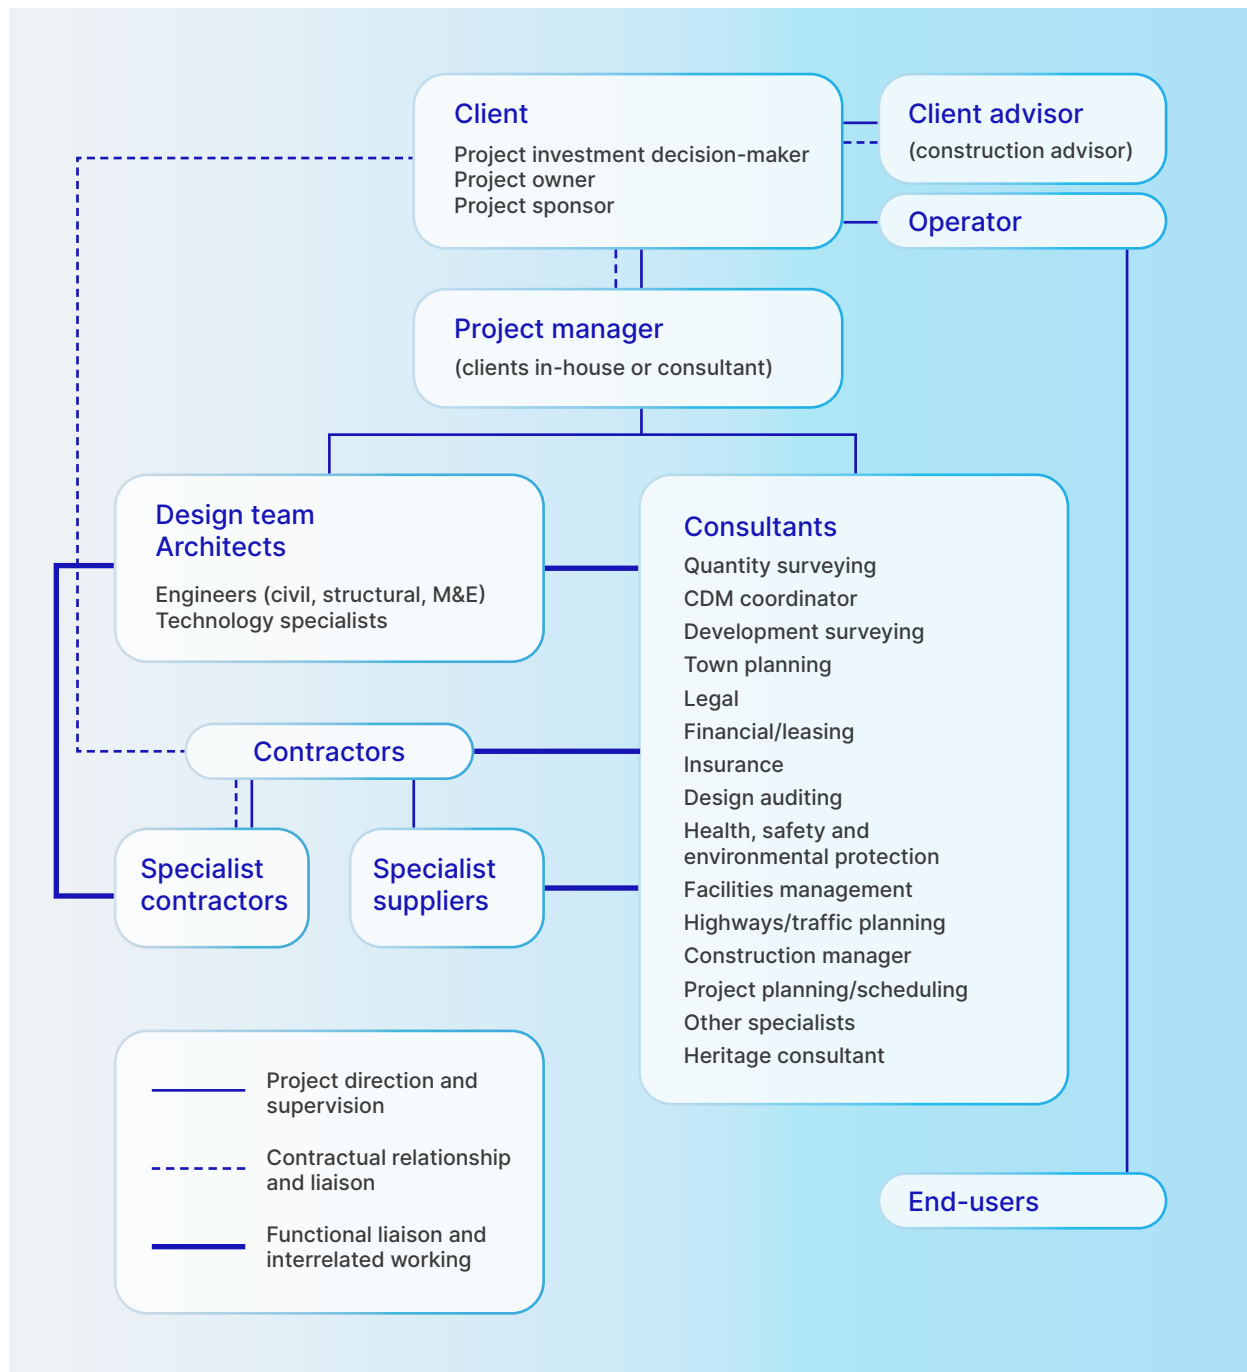 Client
Project investment decision-maker
Project owner
Project sponsor
Client advisor
(construction advisor)
Operator
Project manager
(clients in-house or consultant)
Design team
Architects
Engineers (civil, structural, M&E)
Technology specialists
Consultants
Quantity surveying
CDM coordinator
Development surveying
Town planning
Legal
Financial/leasing
Insurance
Design auditing
Health, safety and
environmental protection
Facilities management
Highways/traffic planning
Construction manager
Project planning/scheduling
Other specialists
Heritage consultant
Contractors
Specialist
contractors
Specialist
suppliers
Project direction and
supervision
Contractual relationship
and liaison
Functional liaison and
interrelated working
End-users